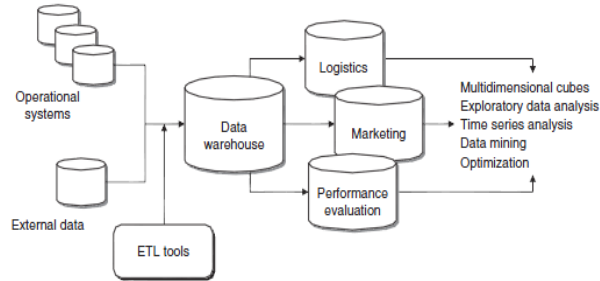 Operational
systems
External data
ETL tools
Data
warehouse
Logistics
Marketing
Performance
evaluation
Multidimensional cubes
Exploratory data analysis
Time series analysis
Data mining
Optimization